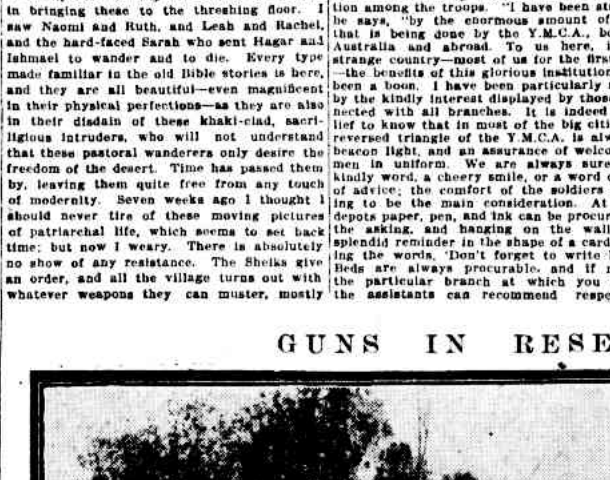 in bringing these to the threshing floor. I
saw Naomi and Ruth, and Leah and Rachel,
and the hard-faced Sarah who sent Hagar and
Ishmael to wander and to die. Every type
made familiar in the old Bible stories is here,
and they are all beautiful—even magnificent
in their physical perfections—as they are also
in their disdain of these khaki-clad, sacri-
ligious intruders, who will not understand
that these pastoral wanderers only desire the
freedom of the desert. Time has passed them
by, leaving them quite free from any touch
of modernity. Seven weeks ago I thought I
should never tire of these moving pictures
of patriarchal life, which seems to set back
time; but now I weary. There is absolutely
no show of any resistance. The Sheiks give
an order, and all the village turns out with
whatever weapons they can muster, mostly
tion among the troops. "I have been
he says, "by the enormous amount of
that is being done by the Y.M.C.A.,
Australia and abroad. To us here,
strange country—most of us for the first
—the benefits of this glorious institution
been a boon. I have been particularly
by the kindly interest displayed by
nected with all branches. It is indeed
lief to know that in most of the big
reversed triangle of the Y.M.C.A. is
beacon light, and an assurance of
men in uniform. We are always
kindly word, a cheery smile, or a word
of advice; the comfort of the soldiers
ing to be the main consideration. At
depots paper, pen, and ink can be
the asking, and hanging on the
splendid reminder in the shape of a card
ing the words, 'Don't forget to write
Beds are always procurable, and if
the particular branch at which you
the assistants can recommend
GUNS IN